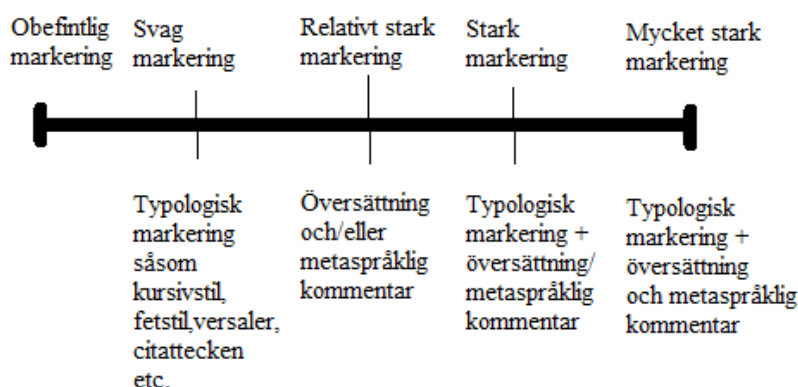 Obefintlig
markering
Svag
markering
Relativt stark
markering
Stark
markering
Mycket stark
markering
Typologisk
markering
såsom
kursivstil,
fetstil,versaler,
citattecken
etc.
Översättning
och/eller
metaspråklig
kommentar
Typologisk
markering +
översättning/
metaspråklig
kommentar
Typologisk
markering +
översättning
och metaspråklig
kommentar